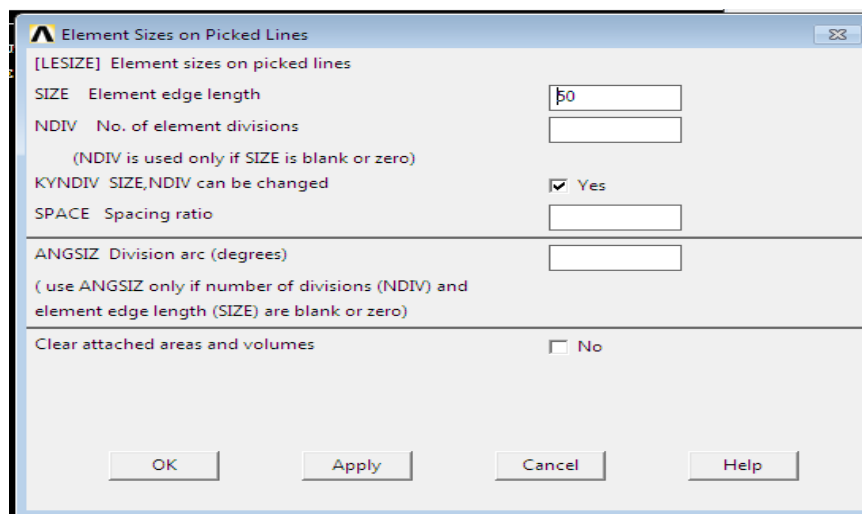 Element Sizes on Picked Lines
[LESIZE] Element sizes on picked lines
SIZE Element edge length 50
NDIV No. of element divisions
(NDIV is used only if SIZE is blank or zero)
KYNDIV SIZE,NDIV can be changed Yes
SPACE Spacing ratio
ANGSIZ Division arc (degrees)
( use ANGSIZ only if number of divisions (NDIV) and
element edge length (SIZE) are blank or zero)
Clear attached areas and volumes No
OK Apply Cancel Help